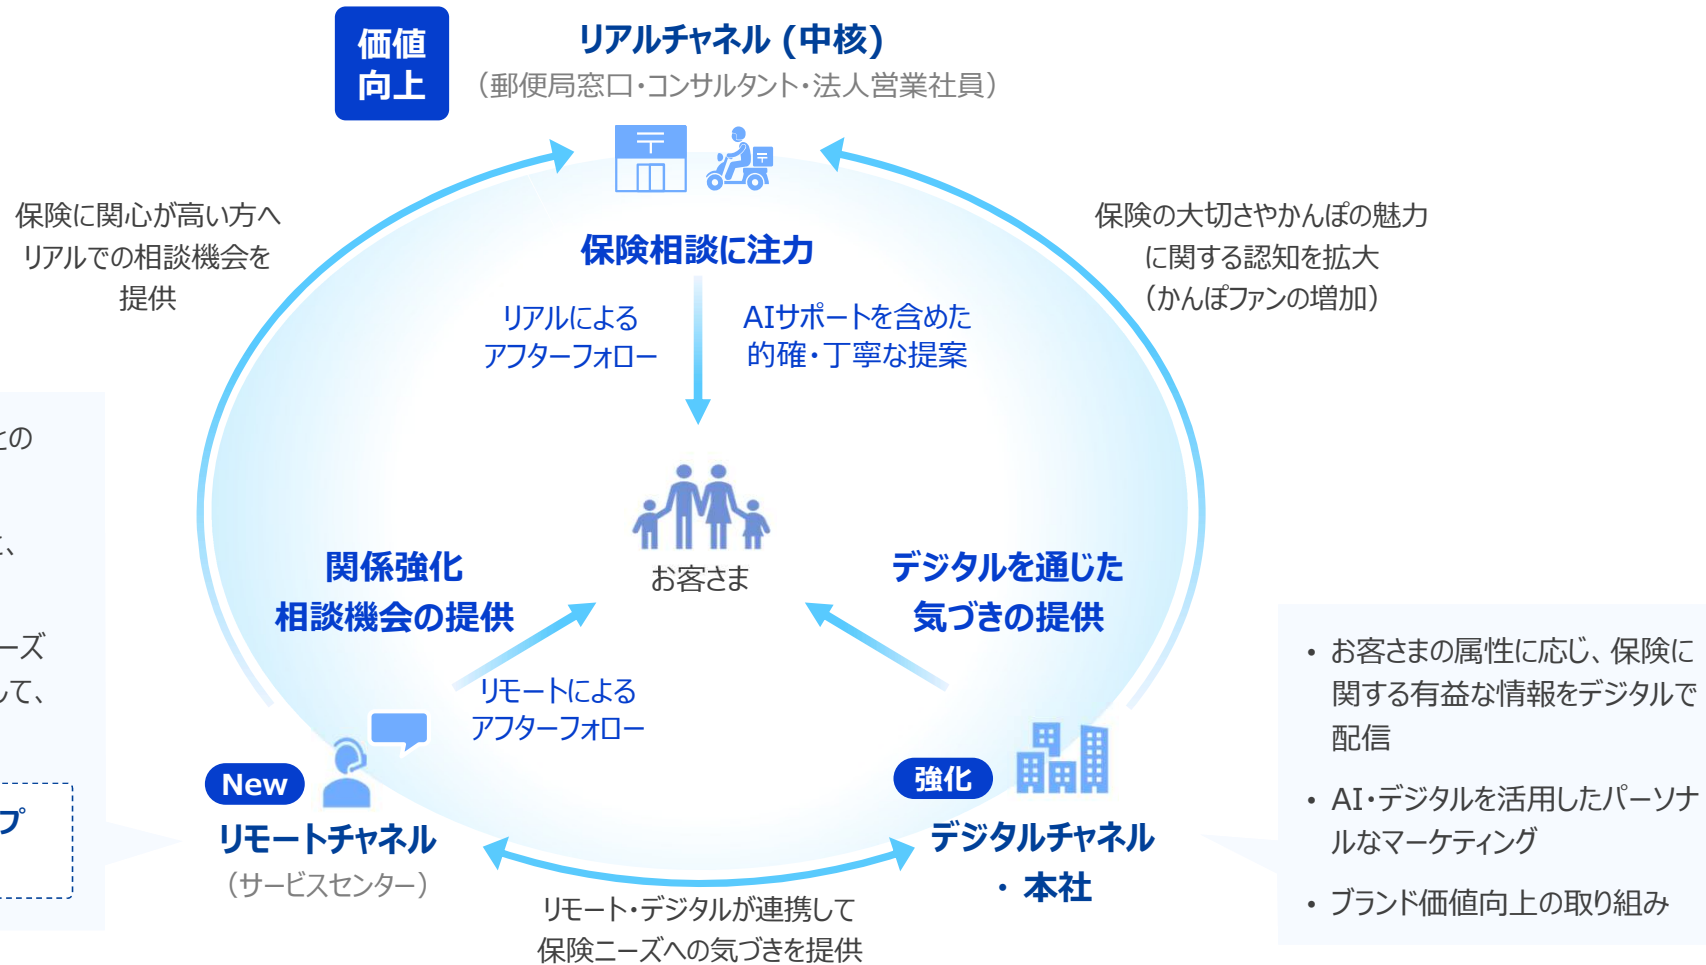 価値
向上
リアルチャネル (中核)
（郵便局窓口・コンサルタント・法人営業社員）
保険に関心が高い方へ
リアルでの相談機会を
提供
保険の大切さやかんぽの魅力
に関する認知を拡大
（かんぽファンの増加）
保険相談に注力
リアルによる
アフターフォロー
AIサポートを含めた
的確・丁寧な提案
お客さま
関係強化
相談機会の提供
リモートによる
アフターフォロー
デジタルを通じた
気づきの提供
との
、
ーズ
して、
プ
New
リモートチャネル
（サービスセンター）
強化
デジタルチャネル
・本社
リモート・デジタルが連携して
保険ニーズへの気づきを提供
• お客さまの属性に応じ、保険に
関する有益な情報をデジタルで
配信
• AI・デジタルを活用したパーソナ
ルなマーケティング
• ブランド価値向上の取り組み